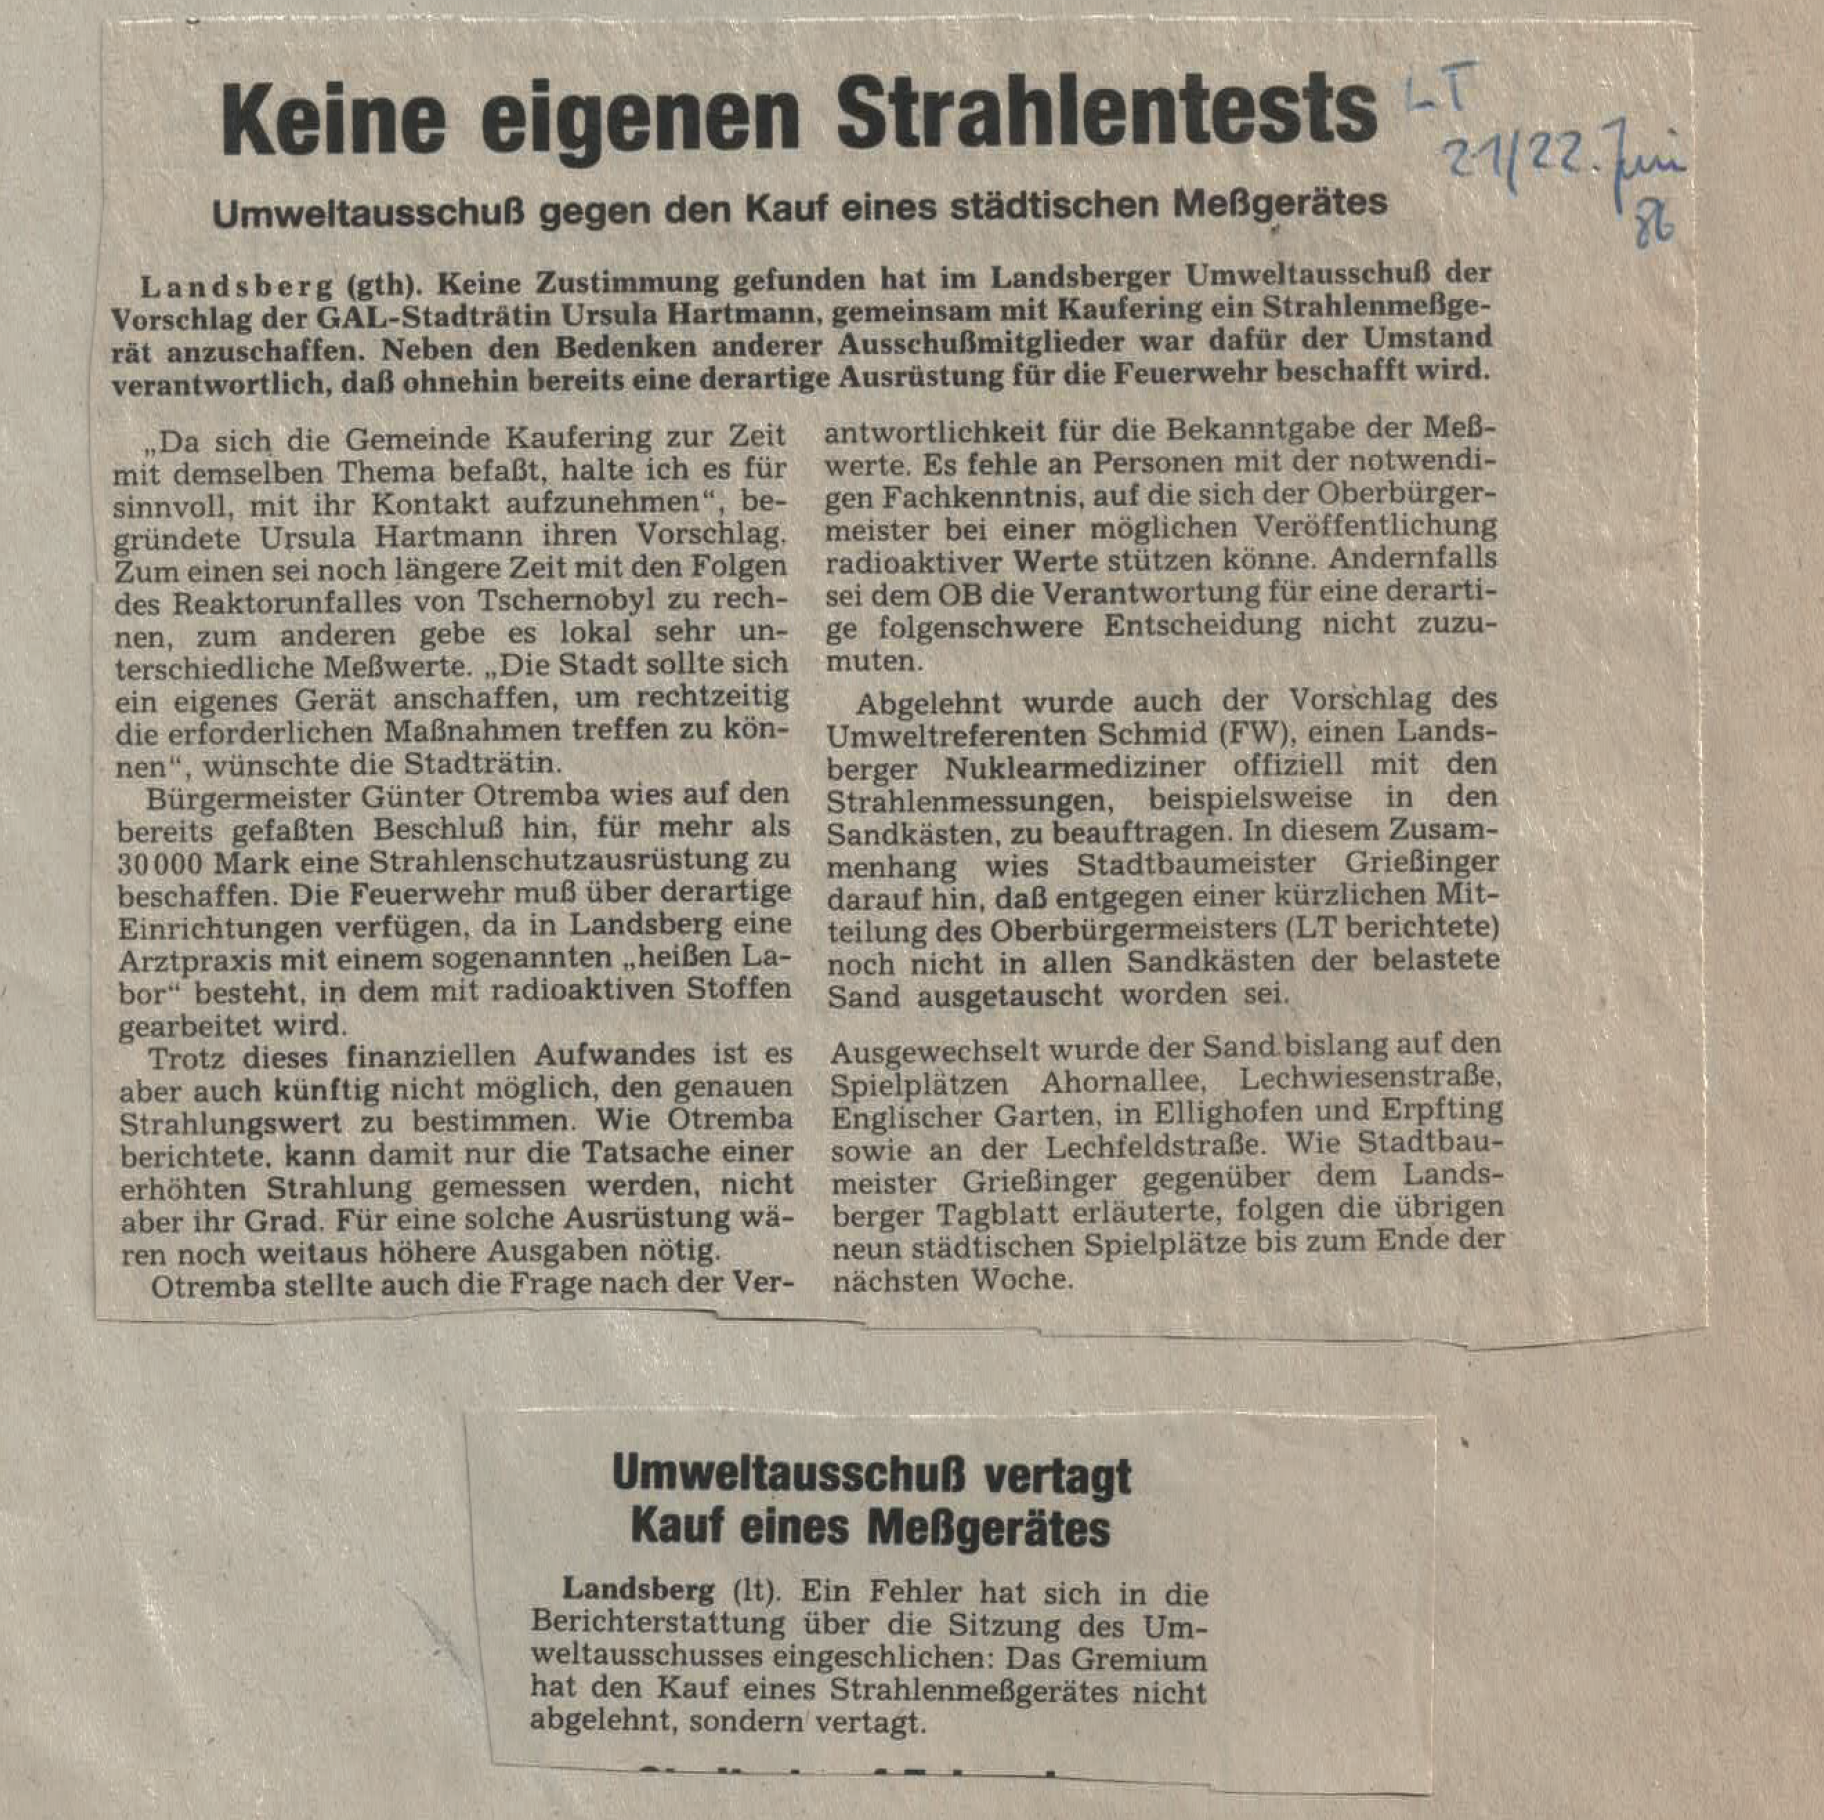 Keine eigenen Strahlentests
LT
21/22. Juni
86
Umweltausschuß gegen den Kauf eines städtischen Meßgerätes
Landsberg (gth). Keine Zustimmung gefunden hat im Landsberger Umweltausschuß der
Vorschlag der GAL-Stadträtin Ursula Hartmann, gemeinsam mit Kaufering ein Strahlenmeßge-
rät anzuschaffen. Neben den Bedenken anderer Ausschußmitglieder war dafür der Umstand
verantwortlich, daß ohnehin bereits eine derartige Ausrüstung für die Feuerwehr beschafft wird.
„Da sich die Gemeinde Kaufering zur Zeit
mit demselben Thema befaßt, halte ich es für
sinnvoll, mit ihr Kontakt aufzunehmen“, be-
gründete Ursula Hartmann ihren Vorschlag.
Zum einen sei noch längere Zeit mit den Folgen
des Reaktorunfalles von Tschernobyl zu rech-
nen, zum anderen gebe es lokal sehr un-
terschiedliche Meßwerte. „Die Stadt sollte sich
ein eigenes Gerät anschaffen, um rechtzeitig
die erforderlichen Maßnahmen treffen zu kön-
nen“, wünschte die Stadträtin.
Bürgermeister Günter Otremba wies auf den
bereits gefaßten Beschluß hin, für mehr als
30 000 Mark eine Strahlenschutzausrüstung zu
beschaffen. Die Feuerwehr muß über derartige
Einrichtungen verfügen, da in Landsberg eine
Arztpraxis mit einem sogenannten „heißen La-
bor“ besteht, in dem mit radioaktiven Stoffen
gearbeitet wird.
Trotz dieses finanziellen Aufwandes ist es
aber auch künftig nicht möglich, den genauen
Strahlungswert zu bestimmen. Wie Otremba
berichtete, kann damit nur die Tatsache einer
erhöhten Strahlung gemessen werden, nicht
aber ihr Grad. Für eine solche Ausrüstung wä-
ren noch weitaus höhere Ausgaben nötig.
Otremba stellte auch die Frage nach der Ver-
antwortlichkeit für die Bekanntgabe der Meß-
werte. Es fehle an Personen mit der notwendi-
gen Fachkenntnis, auf die sich der Oberbürger-
meister bei einer möglichen Veröffentlichung
radioaktiver Werte stützen könne. Andernfalls
sei dem OB die Verantwortung für eine derarti-
ge folgenschwere Entscheidung nicht zuzu-
muten.
Abgelehnt wurde auch der Vorschlag des
Umweltreferenten Schmid (FW), einen Lands-
berger Nuklearmediziner offiziell mit den
Strahlenmessungen, beispielsweise in den
Sandkästen, zu beauftragen. In diesem Zusam-
menhang wies Stadtbaumeister Grießinger
darauf hin, daß entgegen einer kürzlichen Mit-
teilung des Oberbürgermeisters (LT berichtete)
noch nicht in allen Sandkästen der belastete
Sand ausgetauscht worden sei.
Ausgewechselt wurde der Sand bislang auf den
Spielplätzen Ahornallee, Lechwiesenstraße,
Englischer Garten, in Ellighofen und Erpfting
sowie an der Lechfeldstraße. Wie Stadtbau-
meister Grießinger gegenüber dem Lands-
berger Tagblatt erläuterte, folgen die übrigen
neun städtischen Spielplätze bis zum Ende der
nächsten Woche.
Umweltausschuß vertagt
Kauf eines Meßgerätes
Landsberg (lt). Ein Fehler hat sich in die
Berichterstattung über die Sitzung des Um-
weltausschusses eingeschlichen: Das Gremium
hat den Kauf eines Strahlenmeßgerätes nicht
abgelehnt, sondern vertagt.